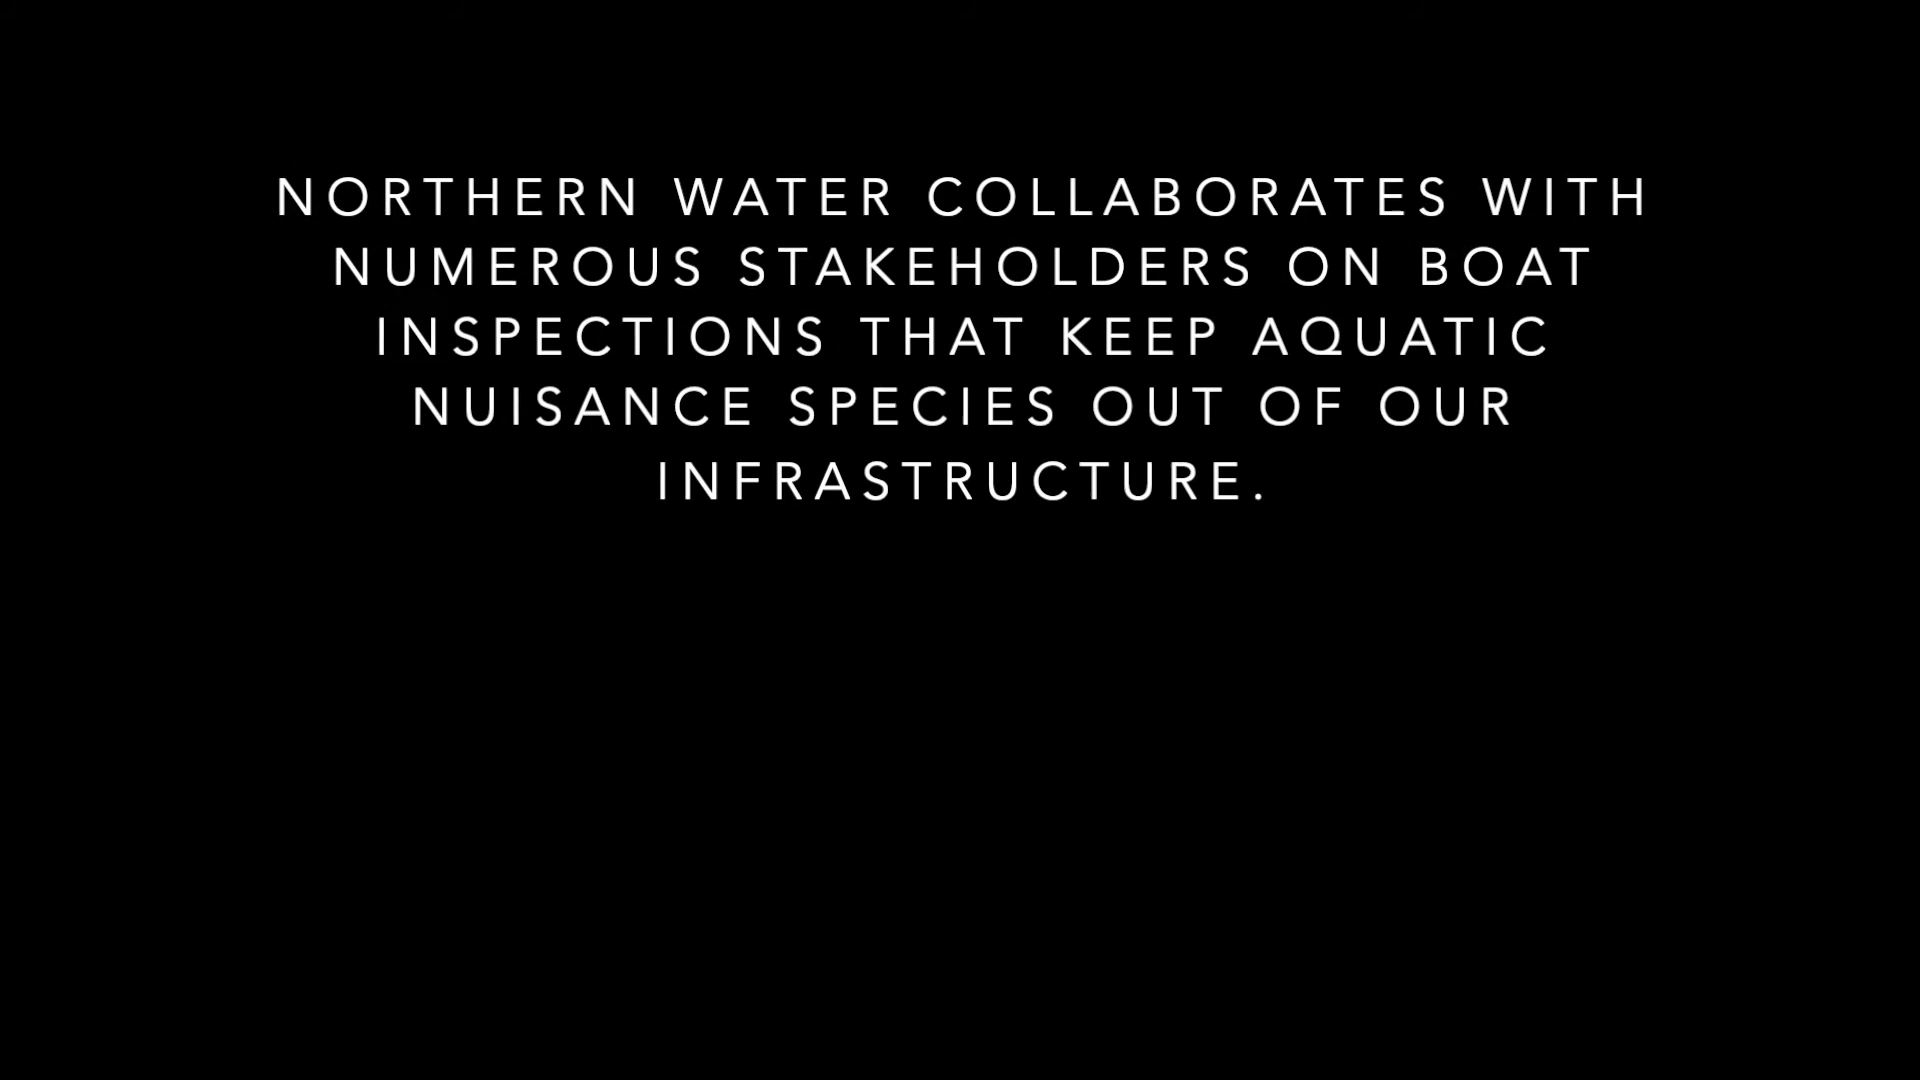 NORTHERN WATER COLLABORATES WITH
NUMEROUS STAKEHOLDERS ON BOAT
INSPECTIONS THAT KEEP AQUATIC
NUISANCE SPECIES OUT OF OUR
INFRASTRUCTURE.